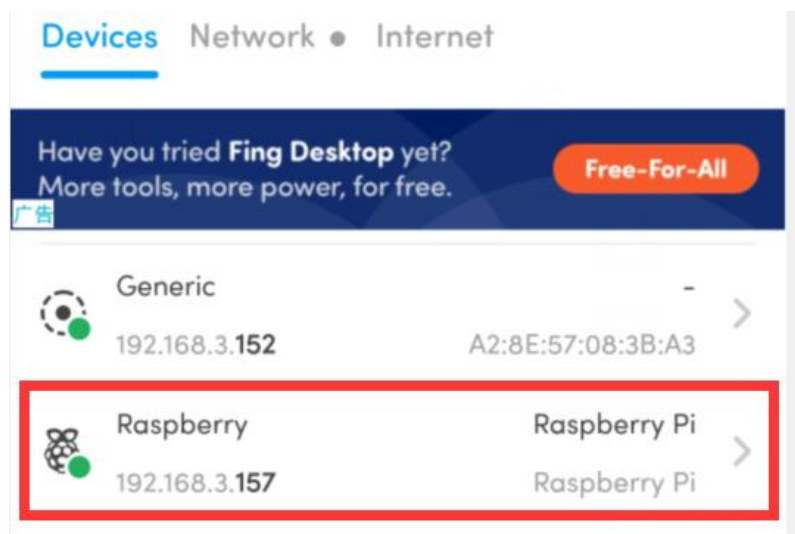 Devices Network Internet
Have you tried Fing Desktop yet?
More tools, more power, for free.
Free-For-All
广告
Generic -
192.168.3.152 A2:8E:57:08:3B:A3
Raspberry Raspberry Pi
192.168.3.157 Raspberry Pi